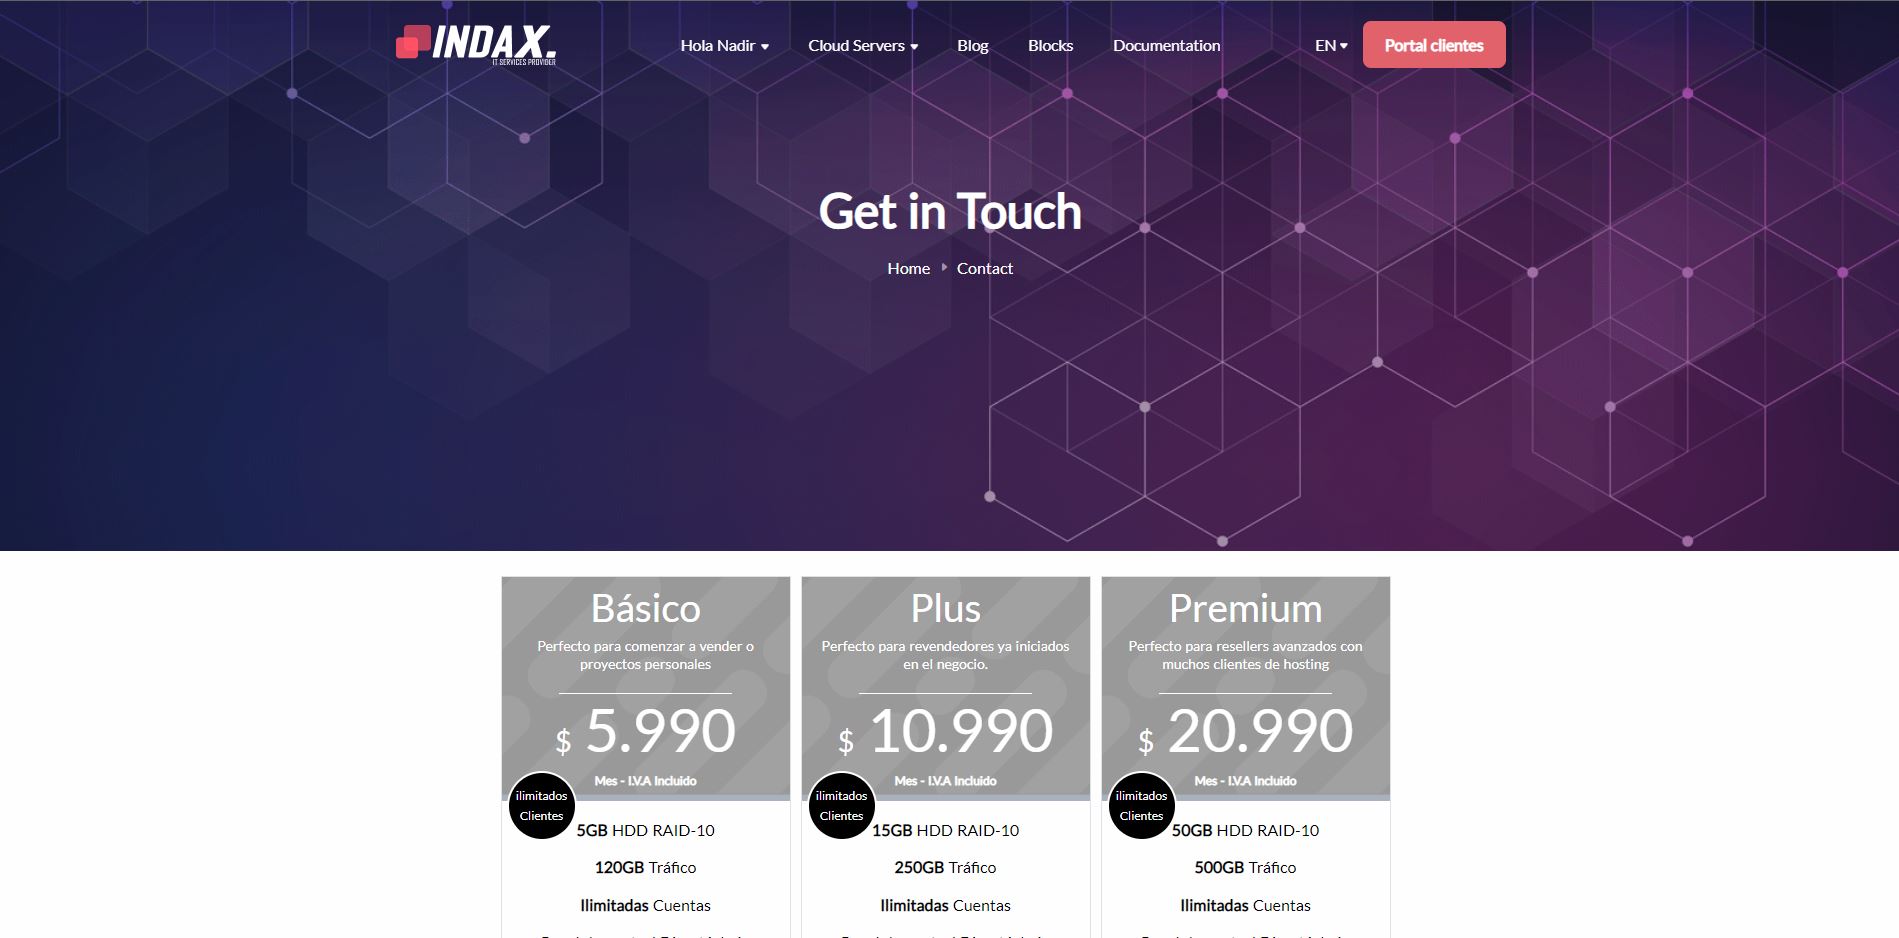 INDAX.
IT SERVICES PROVIDER
Hola Nadir
Cloud Servers
Blog
Blocks
Documentation
EN
Portal clientes
Get in Touch
Home
Contact
Básico
Perfecto para comenzar a vender o
proyectos personales
$ 5.990
Mes - I.V.A Incluido
ilimitados
Clientes
5GB HDD RAID-10
120GB Tráfico
Ilimitadas Cuentas
Plus
Perfecto para revendedores ya iniciados
en el negocio.
$ 10.990
Mes - I.V.A Incluido
ilimitados
Clientes
15GB HDD RAID-10
250GB Tráfico
Ilimitadas Cuentas
Premium
Perfecto para resellers avanzados con
muchos clientes de hosting
$ 20.990
Mes - I.V.A Incluido
ilimitados
Clientes
50GB HDD RAID-10
500GB Tráfico
Ilimitadas Cuentas